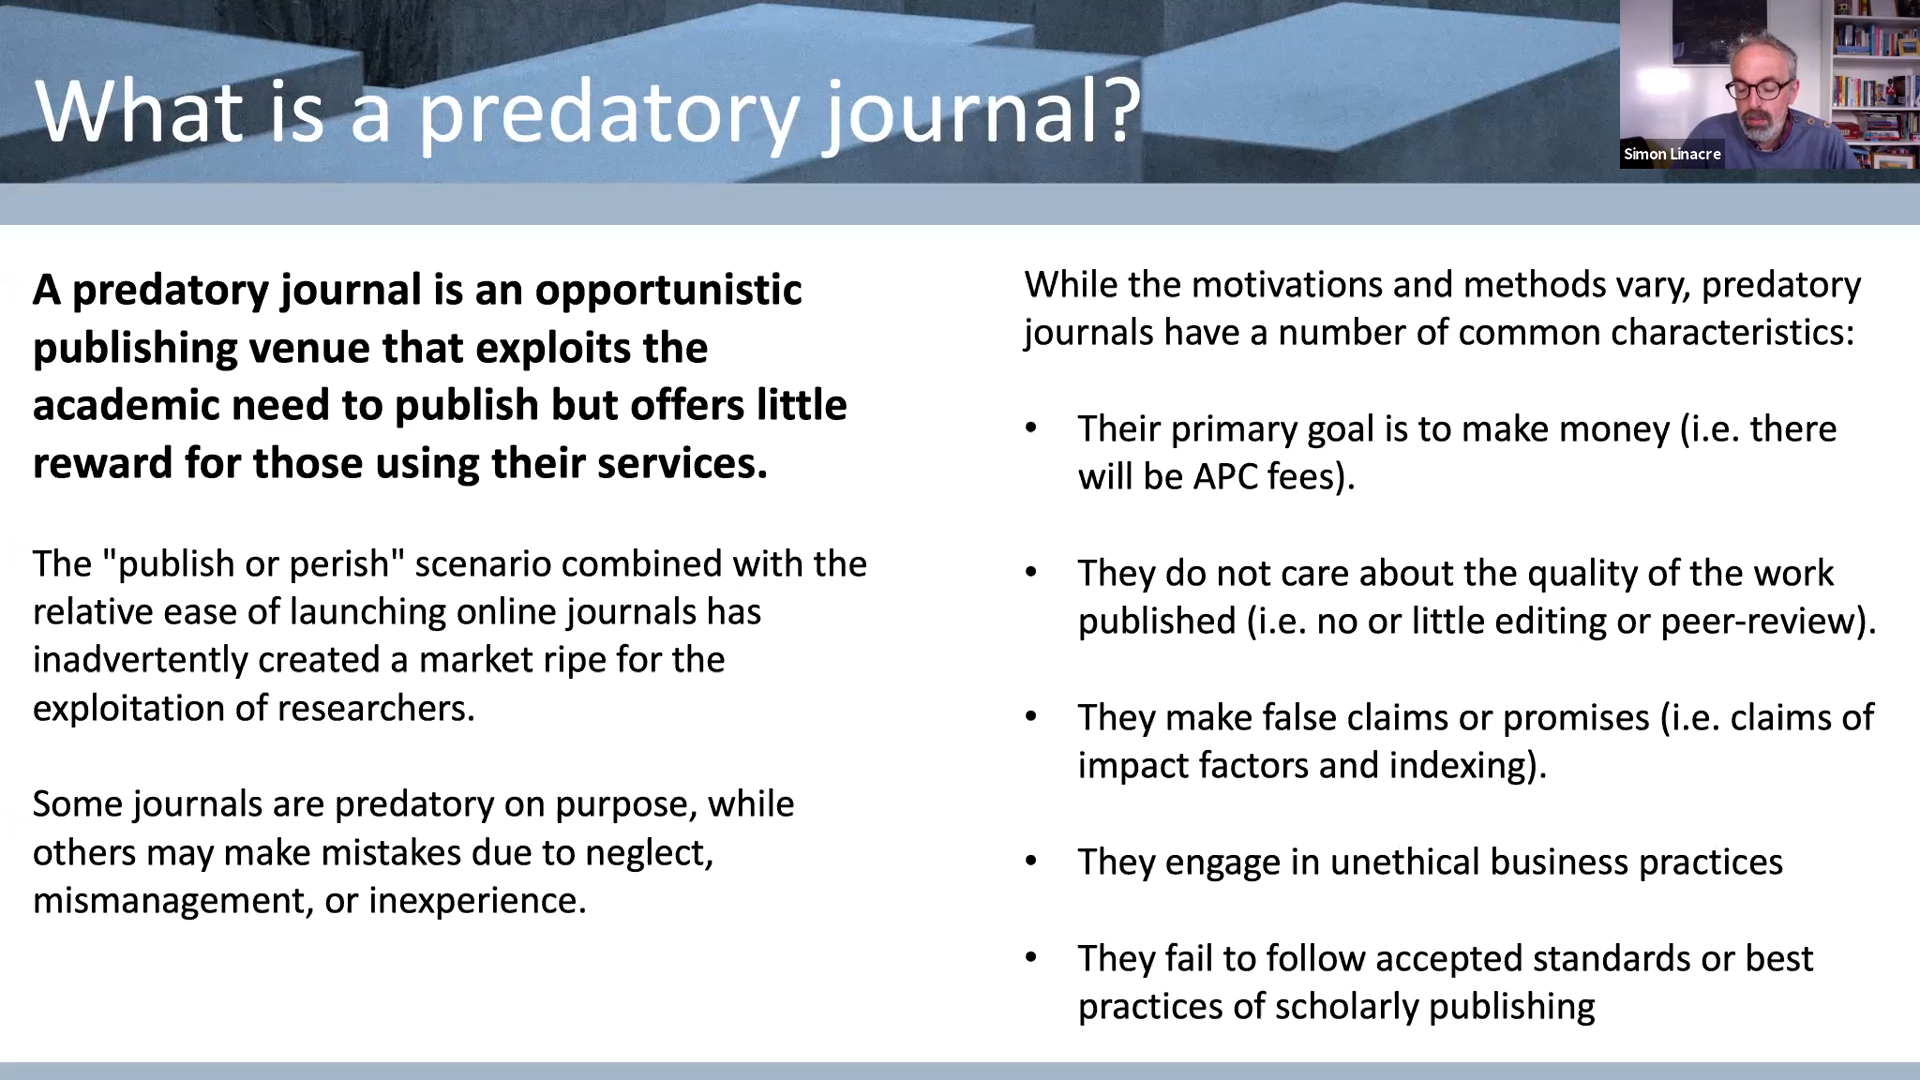 What is a predatory journal?
Simon Linacre
A predatory journal is an opportunistic
publishing venue that exploits the
academic need to publish but offers little
reward for those using their services.
The "publish or perish" scenario combined with the
relative ease of launching online journals has
inadvertently created a market ripe for the
exploitation of researchers.
Some journals are predatory on purpose, while
others may make mistakes due to neglect,
mismanagement, or inexperience.
While the motivations and methods vary, predatory
journals have a number of common characteristics:
• Their primary goal is to make money (i.e. there
will be APC fees).
• They do not care about the quality of the work
published (i.e. no or little editing or peer-review).
• They make false claims or promises (i.e. claims of
impact factors and indexing).
• They engage in unethical business practices
• They fail to follow accepted standards or best
practices of scholarly publishing